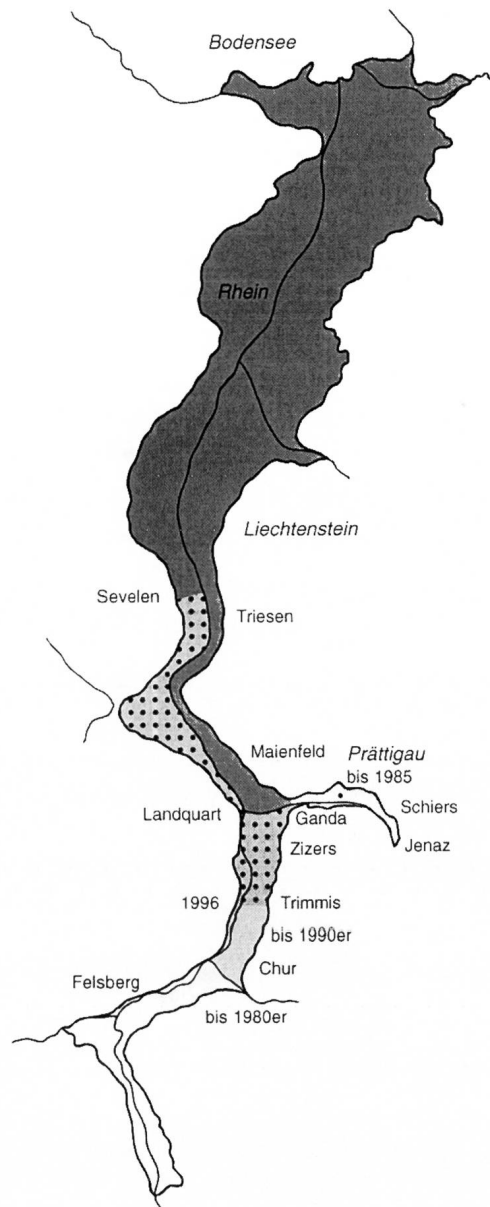 Bodensee
Rhein
Liechtenstein
Sevelen
Triesen
Maienfeld
Prättigau
bis 1985
Schiers
Landquart
Ganda
Jenaz
Zizers
1996
Trimmis
bis 1990er
Chur
Felsberg
bis 1980er